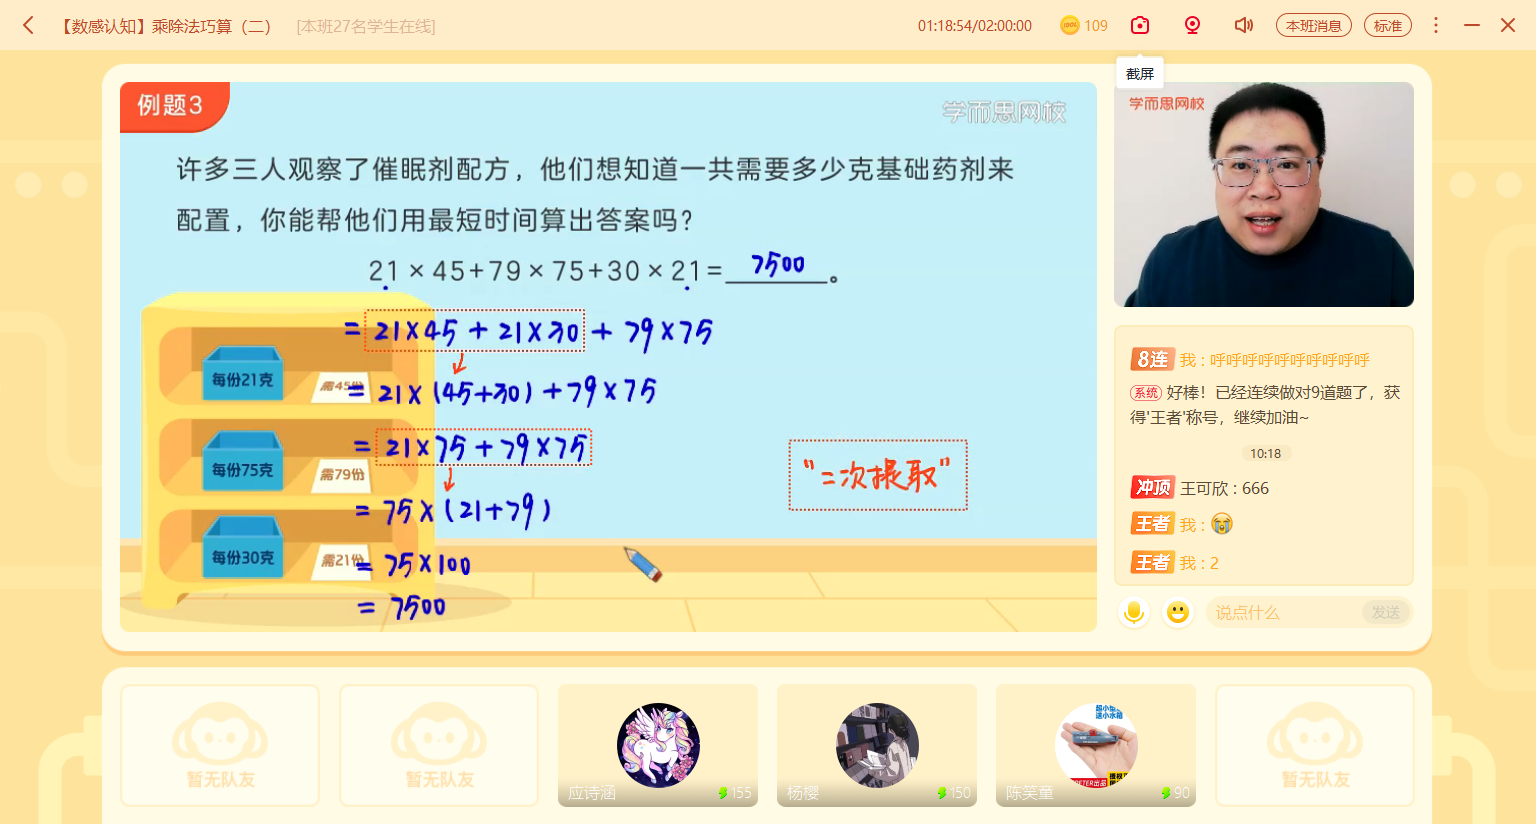 【数感认知】乘除法巧算（二） [本班27名学生在线] 01:18:54/02:00:00 109 本班消息 标准
截屏
例题3
学而思网校
许多三人观察了催眠剂配方，他们想知道一共需要多少克基础药剂来
配置，你能帮他们用最短时间算出答案吗？
21×45+79×75+30×21=7500。
= 21×45 + 21×30 + 79×75
= 21×(45+30)+79×75
= 21×75+79×75
= 75×(21+79)
= 75×100
= 7500
“二次提取”
每份21克 需45份
每份75克 需79份
每份30克 需21份
学而思网校
8连 我：呼呼呼呼呼呼呼呼呼呼
系统 好棒！已经连续做对9道题了，获
得'王者'称号，继续加油~
10:18
冲顶 王可欣：666
王者 我：
王者 我：2
说点什么 发送
暂无队友
暂无队友
应诗涵 155
杨樱 150
陈笑童 90
暂无队友